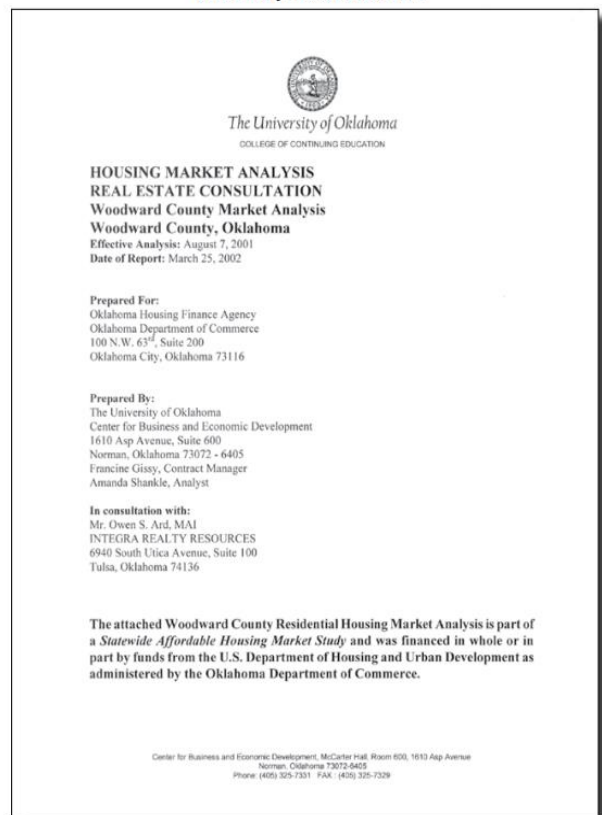 The University of Oklahoma
COLLEGE OF CONTINUING EDUCATION
HOUSING MARKET ANALYSIS
REAL ESTATE CONSULTATION
Woodward County Market Analysis
Woodward County, Oklahoma
Effective Analysis: August 7, 2001
Date of Report: March 25, 2002
Prepared For:
Oklahoma Housing Finance Agency
Oklahoma Department of Commerce
100 N.W. 63rd, Suite 200
Oklahoma City, Oklahoma 73116
Prepared By:
The University of Oklahoma
Center for Business and Economic Development
1610 Asp Avenue, Suite 600
Norman, Oklahoma 73072 - 6405
Francine Gissy, Contract Manager
Amanda Shankle, Analyst
In consultation with:
Mr. Owen S. Ard, MAI
INTEGRA REALTY RESOURCES
6940 South Utica Avenue, Suite 100
Tulsa, Oklahoma 74136
The attached Woodward County Residential Housing Market Analysis is part of
a Statewide Affordable Housing Market Study and was financed in whole or in
part by funds from the U.S. Department of Housing and Urban Development as
administered by the Oklahoma Department of Commerce.
Center for Business and Economic Development, McCarter Hall, Room 600, 1610 Asp Avenue
Norman, Oklahoma 73072-6405
Phone: (405) 325-7331 FAX : (405) 325-7329